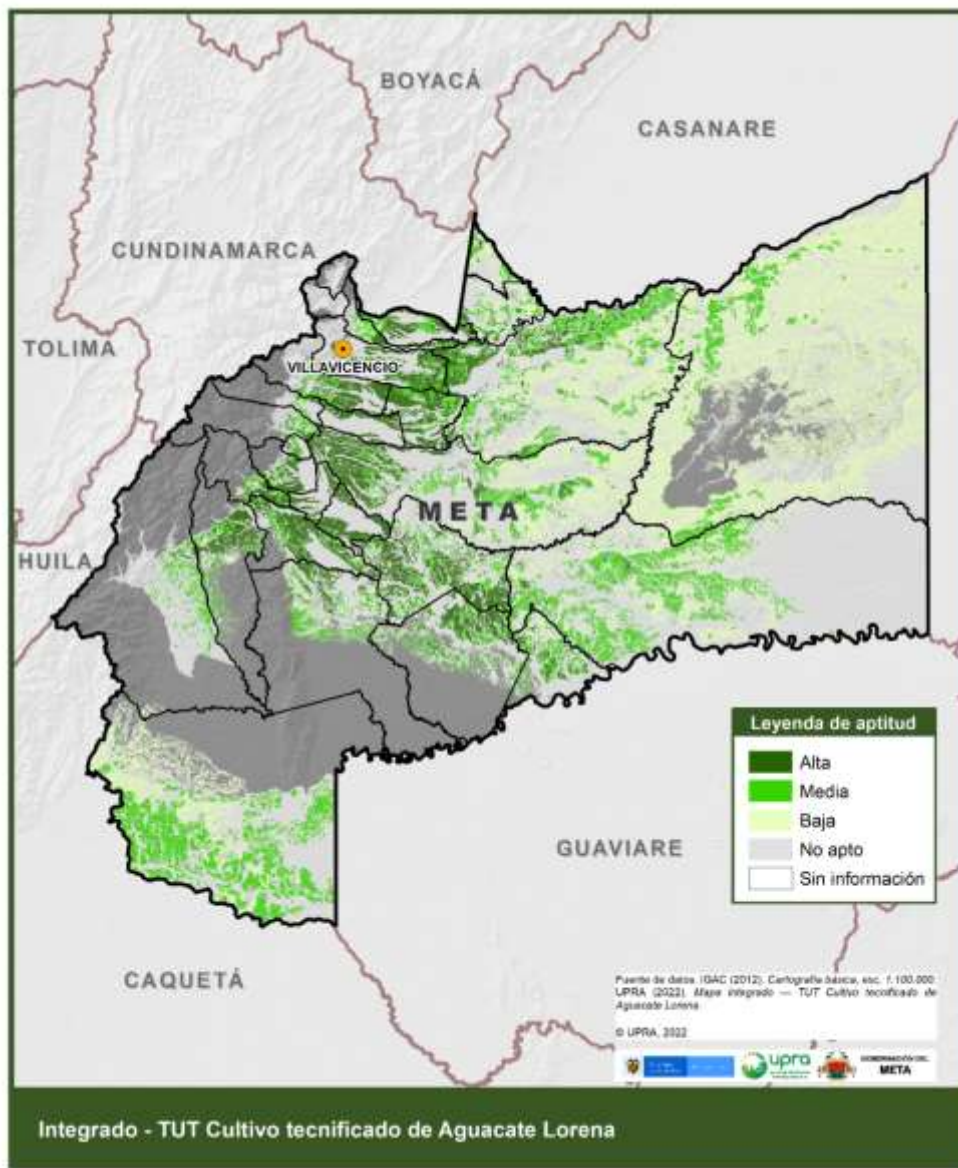 BOYACÁ
CASANARE
CUNDINAMARCA
TOLIMA
VILLAVICENCIO
META
HUILA
Leyenda de aptitud
Alta
Media
Baja
No apto
Sin información
GUAVIARE
CAQUETÁ
Fuente de datos. IGAC (2012). Cartografía básica, esc. 1:100.000.
UPRA (2022). Mapa integrado — TUT Cultivo tecnificado de
Aguacate Lorena.
© UPRA, 2022
upra
GOBERNACIÓN DEL
META
Integrado - TUT Cultivo tecnificado de Aguacate Lorena